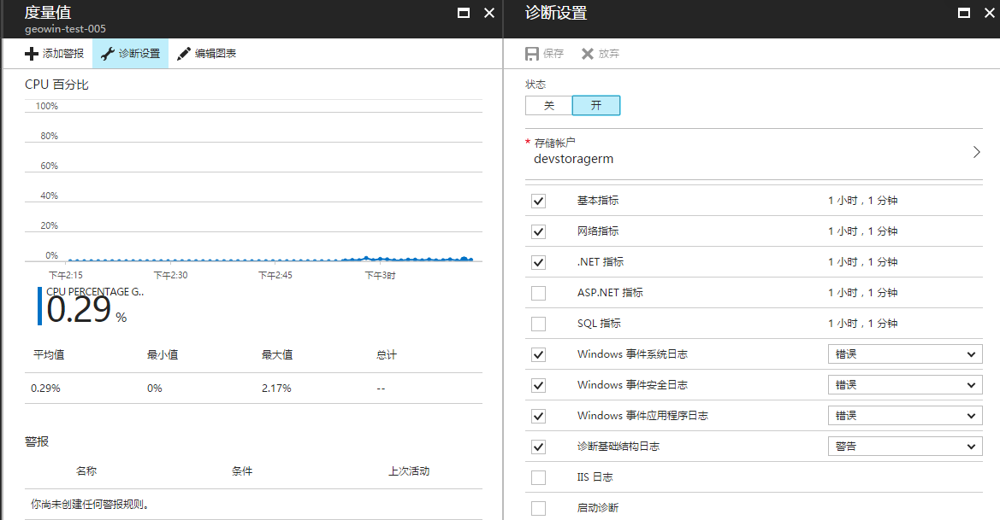 度量值
geowin-test-005
添加警报 诊断设置 编辑图表
CPU 百分比
100%
80%
60%
40%
20%
0%
下午2:15 下午2:30 下午2:45 下午3时
CPU PERCENTAGE G..
0.29 %
平均值 最小值 最大值 总计
0.29% 0% 2.17% --
警报
名称 条件 上次活动
你尚未创建任何警报规则。
诊断设置
保存 放弃
状态
关 开
* 存储帐户
devstoragerm
基本指标 1 小时，1 分钟
网络指标 1 小时，1 分钟
.NET 指标 1 小时，1 分钟
ASP.NET 指标 1 小时，1 分钟
SQL 指标 1 小时，1 分钟
Windows 事件系统日志 错误
Windows 事件安全日志 错误
Windows 事件应用程序日志 错误
诊断基础结构日志 警告
IIS 日志
启动诊断